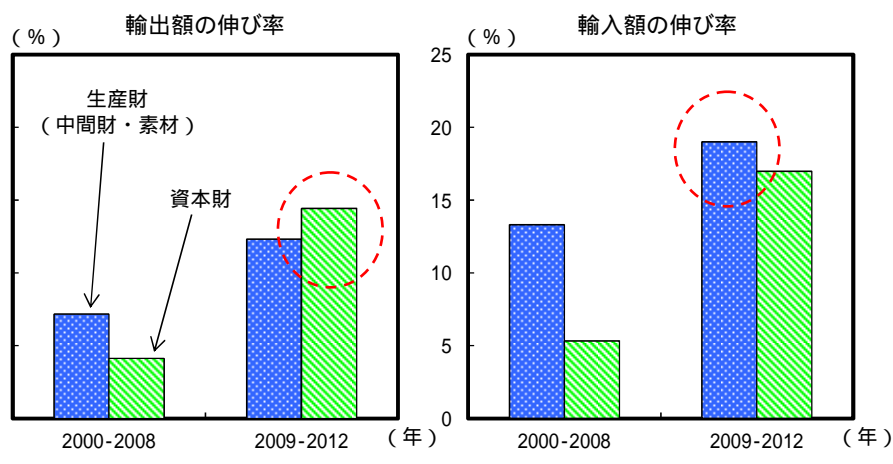 輸出額の伸び率
(%)
生産財
(中間財・素材)
資本財
2000-2008
2009-2012
(年)
輸入額の伸び率
(%)
25
20
15
10
5
0
2000-2008
2009-2012
(年)